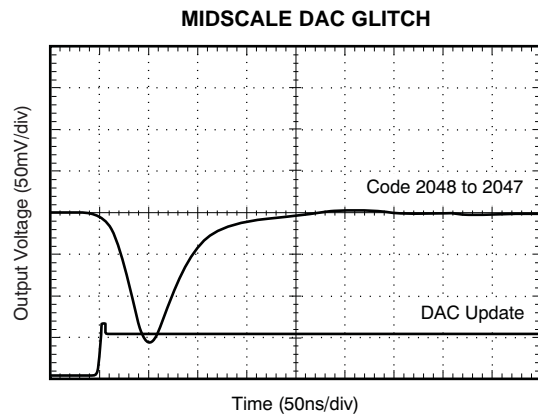 MIDSCALE DAC GLITCH
Output Voltage (50mV/div)
Code 2048 to 2047
DAC Update
Time (50ns/div)